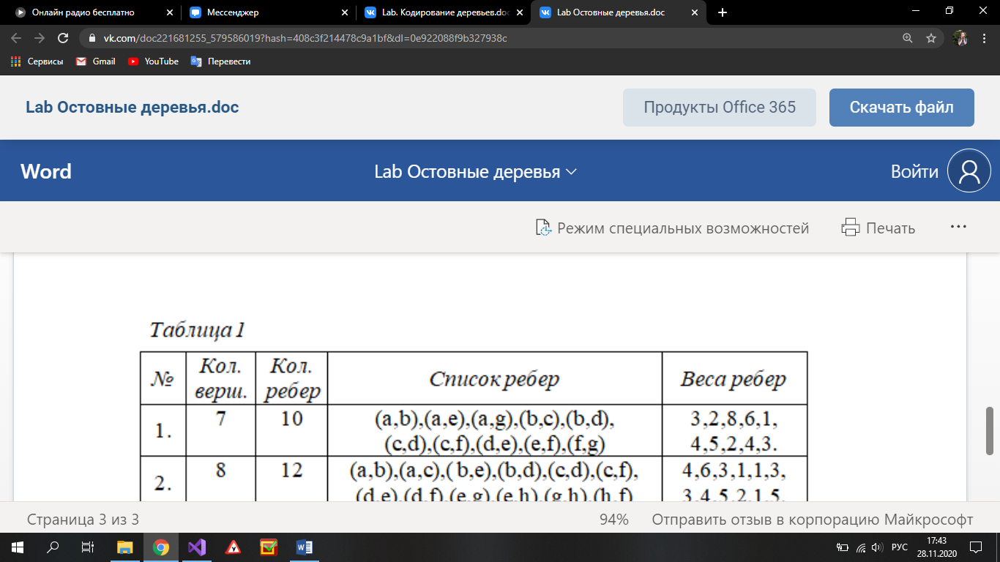 Онлайн радио бесплатно
Мессенджер
Lab. Кодирование деревьев.doc
Lab Остовные деревья.doc
vk.com/doc221681255_579586019?hash=408c3f214478c9a1bf&dl=0e922088f9b327938c
Сервисы Gmail YouTube Перевести
Lab Остовные деревья.doc
Продукты Office 365
Скачать файл
Word
Lab Остовные деревья
Войти
Режим специальных возможностей
Печать
Таблица 1
№ Кол. верш. Кол. ребер Список ребер Веса ребер
1. 7 10 (a,b),(a,e),(a,g),(b,c),(b,d), 3,2,8,6,1,
(c,d),(c,f),(d,e),(e,f),(f,g) 4,5,2,4,3.
2. 8 12 (a,b),(a,c),( b,e),(b,d),(c,d),(c,f), 4,6,3,1,1,3,
(d,e),(d,f),(e,g),(e,h),(g,h),(h,f) 3,4,5,2,1,5,
Страница 3 из 3
94%
Отправить отзыв в корпорацию Майкрософт
РУС
17:43
28.11.2020